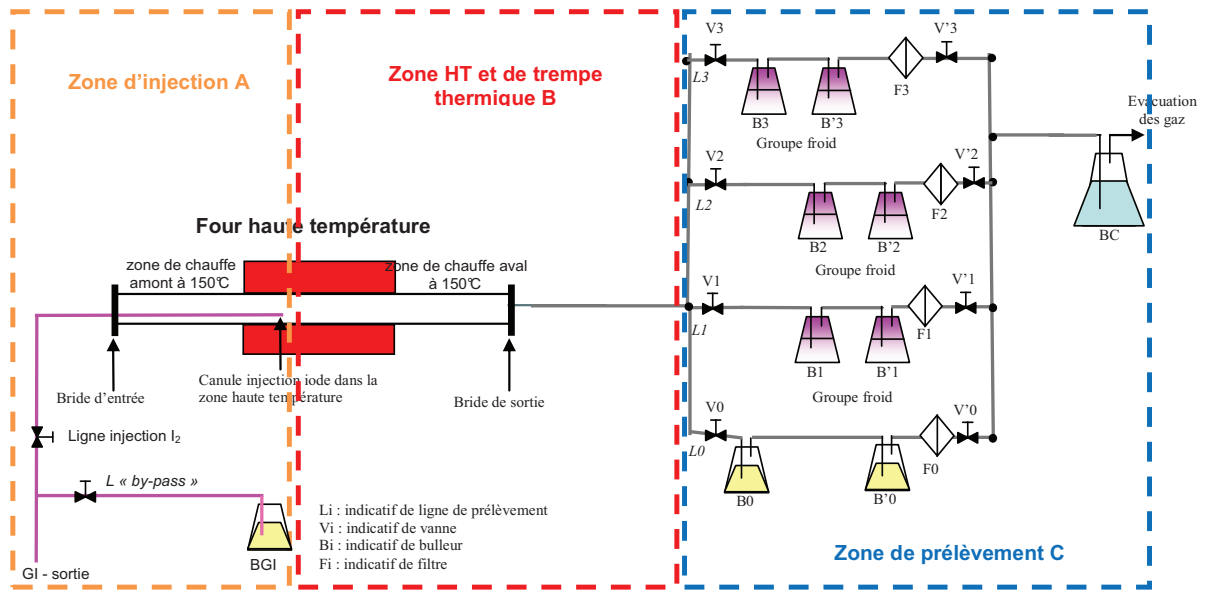 Zone d'injection A
Zone HT et de trempe
thermique B
V3
V'3
L3
F3
B3
B'3
Groupe froid
Evacuation
des gaz
V2
V'2
L2
F2
B2
B'2
BC
Groupe froid
Four haute température
zone de chauffe
amont à 150°C
zone de chauffe aval
à 150°C
V1
V'1
L1
F1
B1
B'1
Groupe froid
Canule injection iode dans la
zone haute température
Bride d'entrée
Bride de sortie
V0
V'0
Ligne injection I2
L0
F0
B0
B'0
L « by-pass »
Li : indicatif de ligne de prélèvement
Vi : indicatif de vanne
Bi : indicatif de bulleur
Fi : indicatif de filtre
BGI
GI - sortie
Zone de prélèvement C